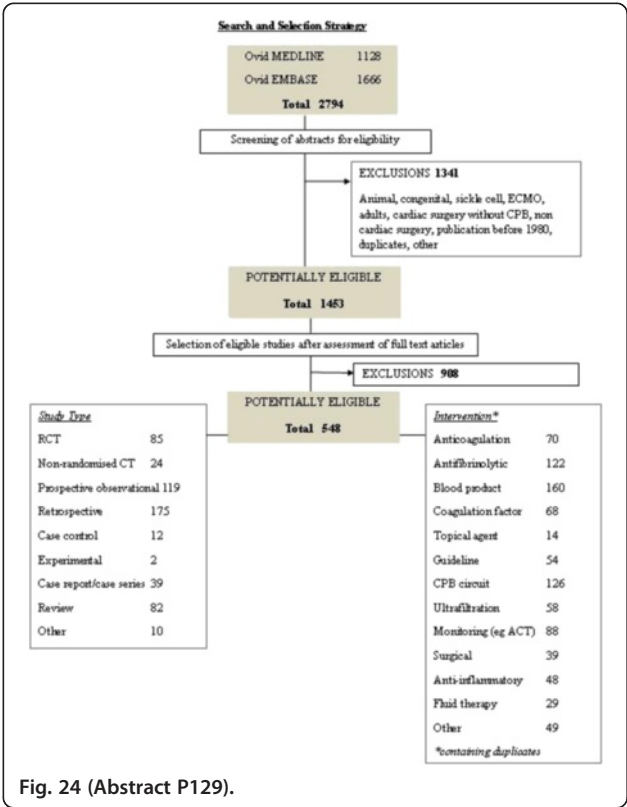 Search and Selection Strategy
Ovid MEDLINE 1128
Ovid EMBASE 1666
Total 2794
Screening of abstracts for eligibility
EXCLUSIONS 1341
Animal, congenital, sickle cell, ECMO,
adults, cardiac surgery without CPB, non
cardiac surgery, publication before 1980,
duplicates, other
POTENTIALLY ELIGIBLE
Total 1453
Selection of eligible studies after assessment of full text articles
EXCLUSIONS 908
POTENTIALLY ELIGIBLE
Total 548
Study Type
RCT 85
Non-randomised CT 24
Prospective observational 119
Retrospective 175
Case control 12
Experimental 2
Case report/case series 39
Review 82
Other 10
Intervention*
Anticoagulation 70
Antifibrinolytic 122
Blood product 160
Coagulation factor 68
Topical agent 14
Guideline 54
CPB circuit 126
Ultrafiltration 58
Monitoring (eg ACT) 88
Surgical 39
Anti-inflammatory 48
Fluid therapy 29
Other 49
*containing duplicates
Fig. 24 (Abstract P129).